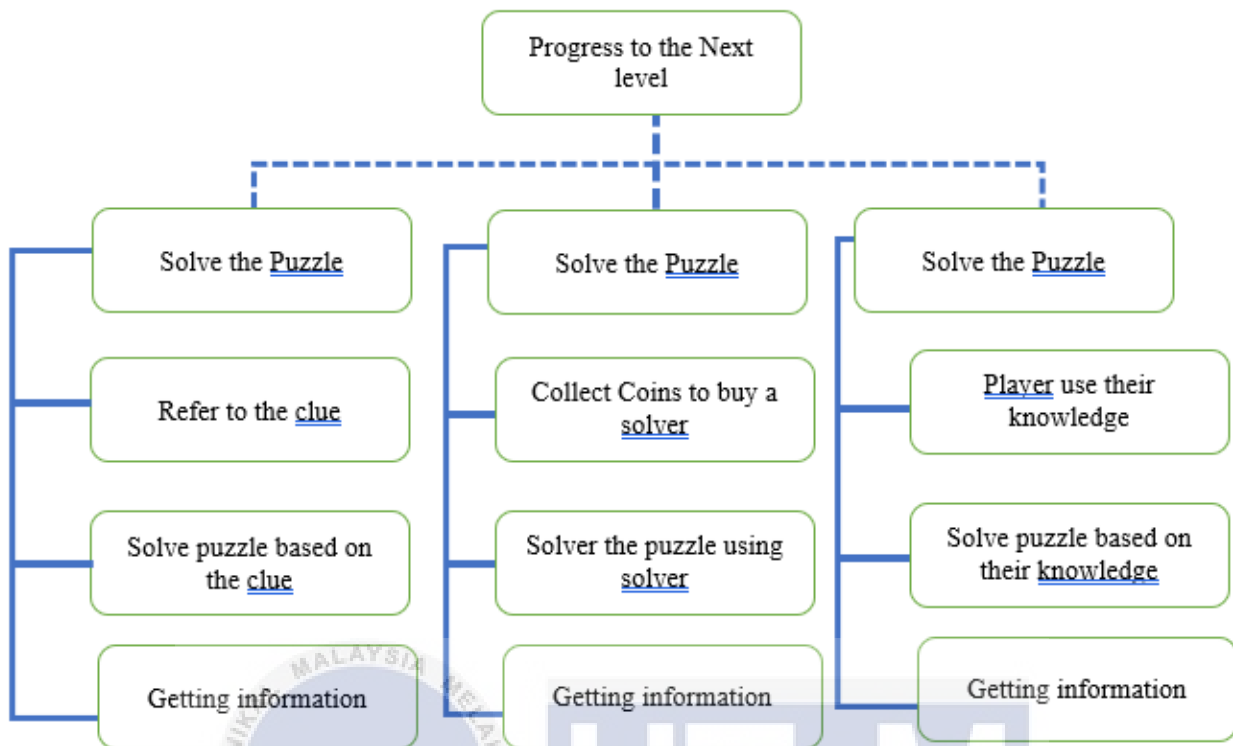 Progress to the Next
level
Solve the Puzzle
Refer to the clue
Solve puzzle based on
the clue
Getting information
Solve the Puzzle
Collect Coins to buy a
solver
Solver the puzzle using
solver
Getting information
Solve the Puzzle
Player use their
knowledge
Solve puzzle based on
their knowledge
Getting information
MALAYSIA